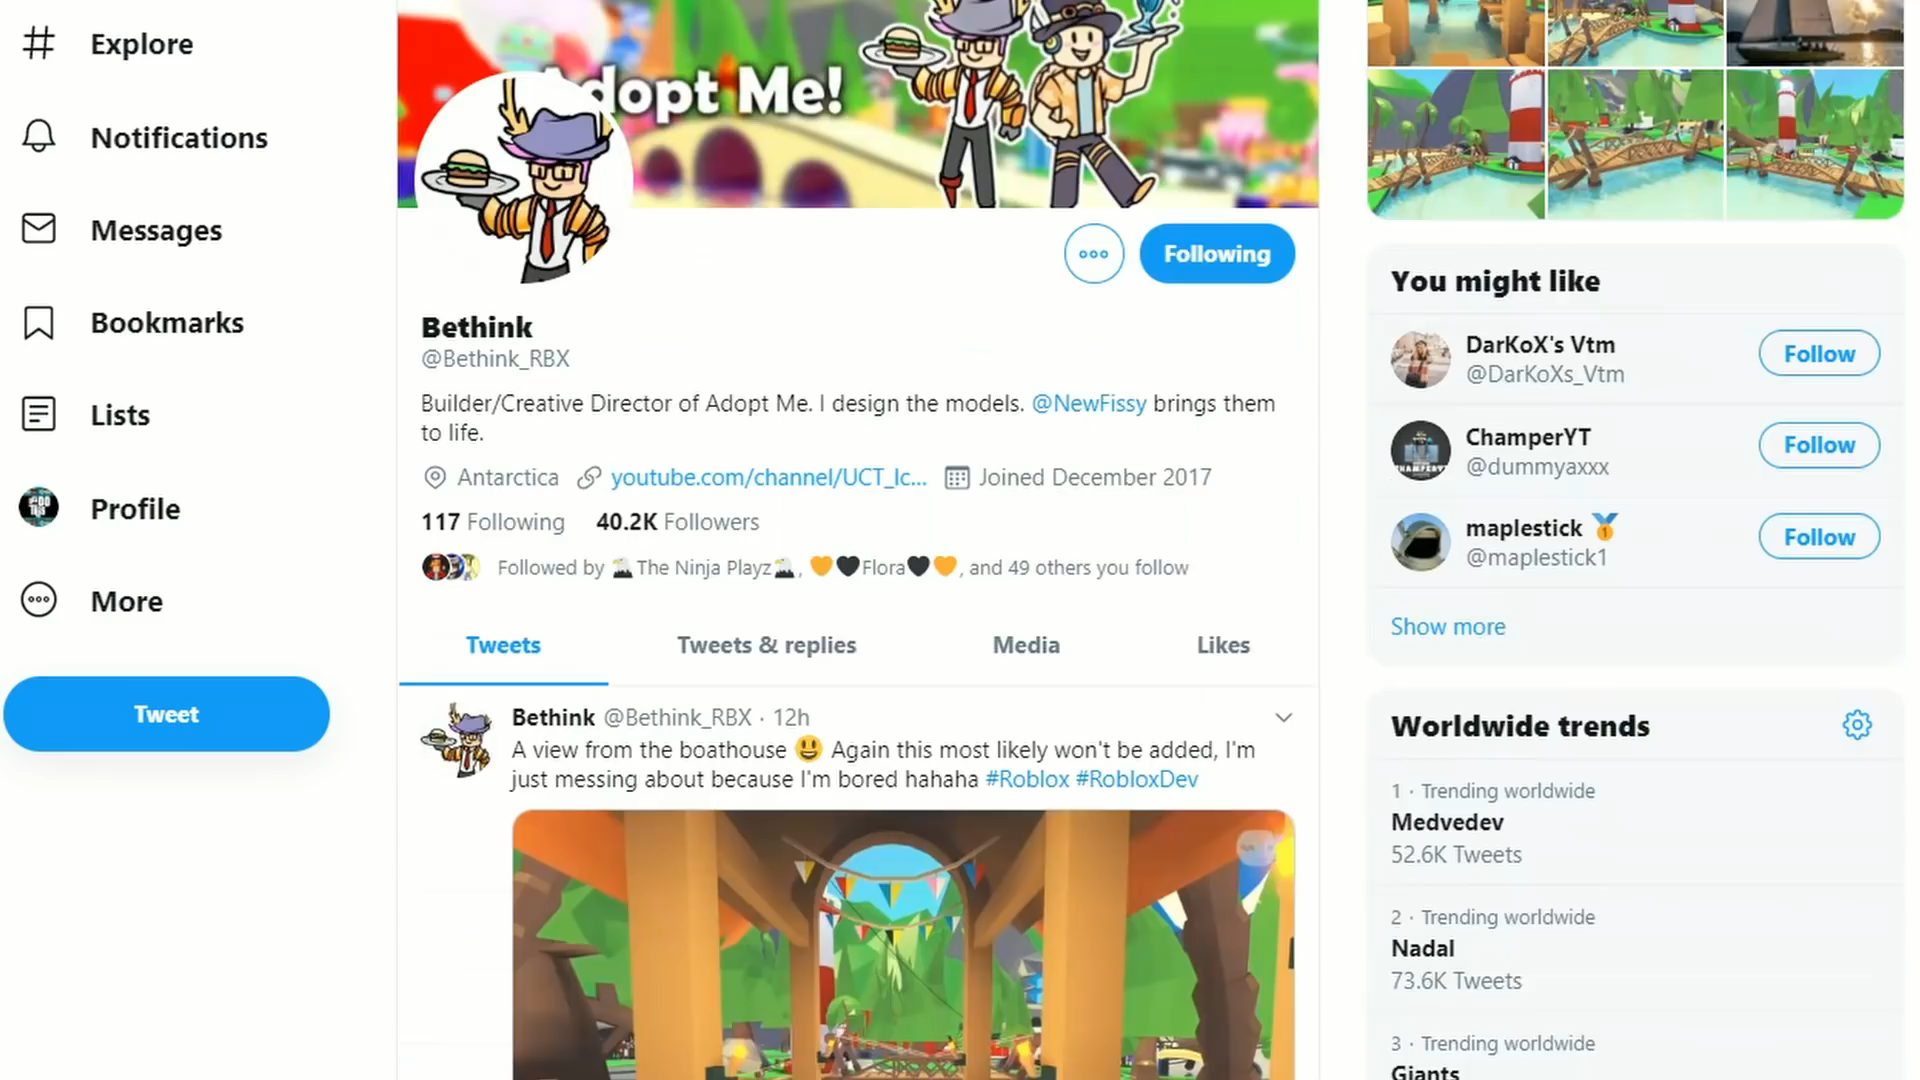 Explore
Notifications
Messages
Bookmarks
Lists
Profile
More
Tweet
Adopt Me!
Following
Bethink
@Bethink_RBX
Builder/Creative Director of Adopt Me. I design the models. @NewFissy brings them
to life.
Antarctica youtube.com/channel/UCT_Ic... Joined December 2017
117 Following 40.2K Followers
Followed by 🦅The Ninja Playz🦅, 🧡🖤Flora🖤🧡, and 49 others you follow
Tweets Tweets & replies Media Likes
Bethink @Bethink_RBX · 12h
A view from the boathouse 😃 Again this most likely won't be added, I'm
just messing about because I'm bored hahaha #Roblox #RobloxDev
You might like
DarKoX's Vtm
@DarKoXs_Vtm
Follow
ChamperYT
@dummyaxxx
Follow
maplestick 🥇
@maplestick1
Follow
Show more
Worldwide trends
1 · Trending worldwide
Medvedev
52.6K Tweets
2 · Trending worldwide
Nadal
73.6K Tweets
3 · Trending worldwide
Giants